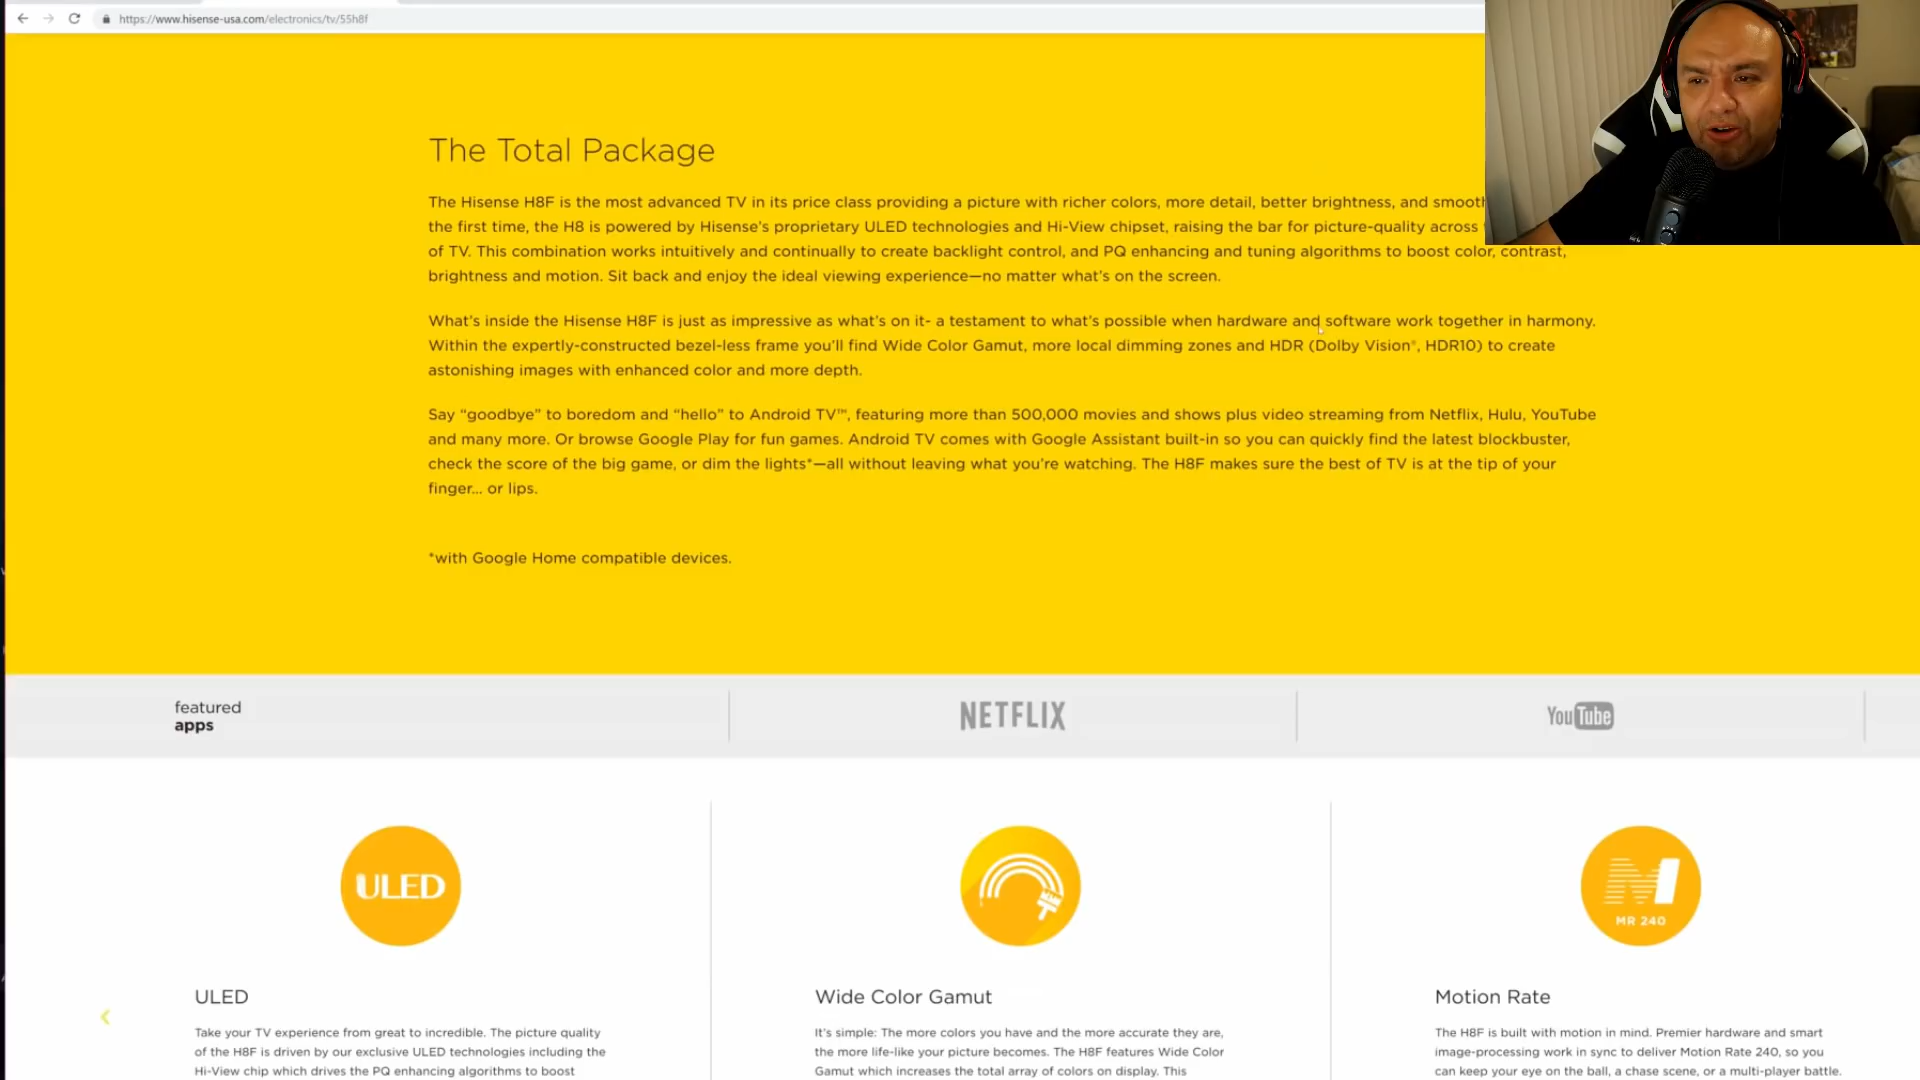 https://www.hisense-usa.com/electronics/tv/55h8f
The Total Package
The Hisense H8F is the most advanced TV in its price class providing a picture with richer colors, more detail, better brightness, and
the first time, the H8 is powered by Hisense's proprietary ULED technologies and Hi-View chipset, raising the bar for picture-quality across
of TV. This combination works intuitively and continually to create backlight control, and PQ enhancing and tuning algorithms to boost color, contrast,
brightness and motion. Sit back and enjoy the ideal viewing experience—no matter what's on the screen.
What's inside the Hisense H8F is just as impressive as what's on it- a testament to what's possible when hardware and software work together in harmony.
Within the expertly-constructed bezel-less frame you'll find Wide Color Gamut, more local dimming zones and HDR (Dolby Vision®, HDR10) to create
astonishing images with enhanced color and more depth.
Say “goodbye” to boredom and “hello” to Android TV™, featuring more than 500,000 movies and shows plus video streaming from Netflix, Hulu, YouTube
and many more. Or browse Google Play for fun games. Android TV comes with Google Assistant built-in so you can quickly find the latest blockbuster,
check the score of the big game, or dim the lights*—all without leaving what you're watching. The H8F makes sure the best of TV is at the tip of your
finger... or lips.
*with Google Home compatible devices.
featured
apps
NETFLIX
YouTube
ULED
MR 240
ULED
Take your TV experience from great to incredible. The picture quality
of the H8F is driven by our exclusive ULED technologies including the
Hi-View chip which drives the PQ enhancing algorithms to boost
Wide Color Gamut
It's simple: The more colors you have and the more accurate they are,
the more life-like your picture becomes. The H8F features Wide Color
Gamut which increases the total array of colors on display. This
Motion Rate
The H8F is built with motion in mind. Premier hardware and smart
image-processing work in sync to deliver Motion Rate 240, so you
can keep your eye on the ball, a chase scene, or a multi-player battle.